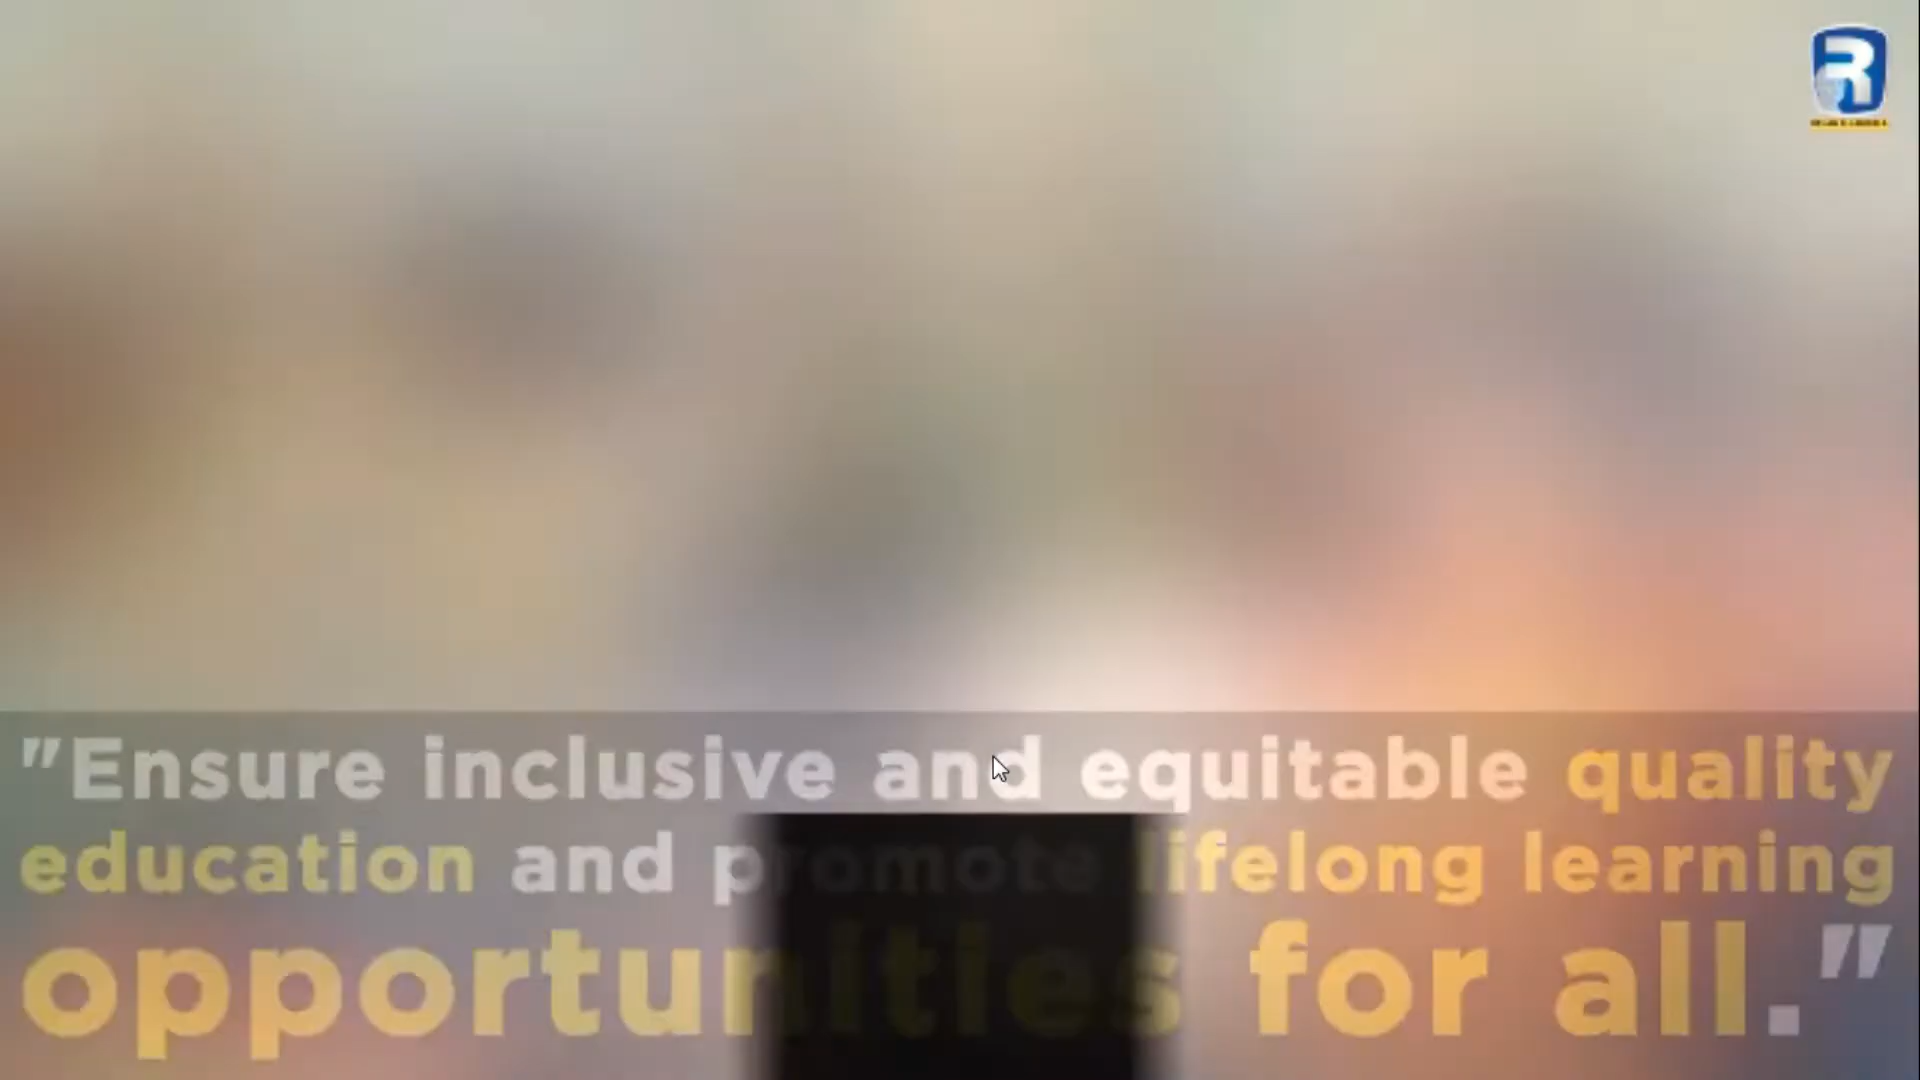 "Ensure inclusive and equitable quality
education and promote lifelong learning
opportunities for all."